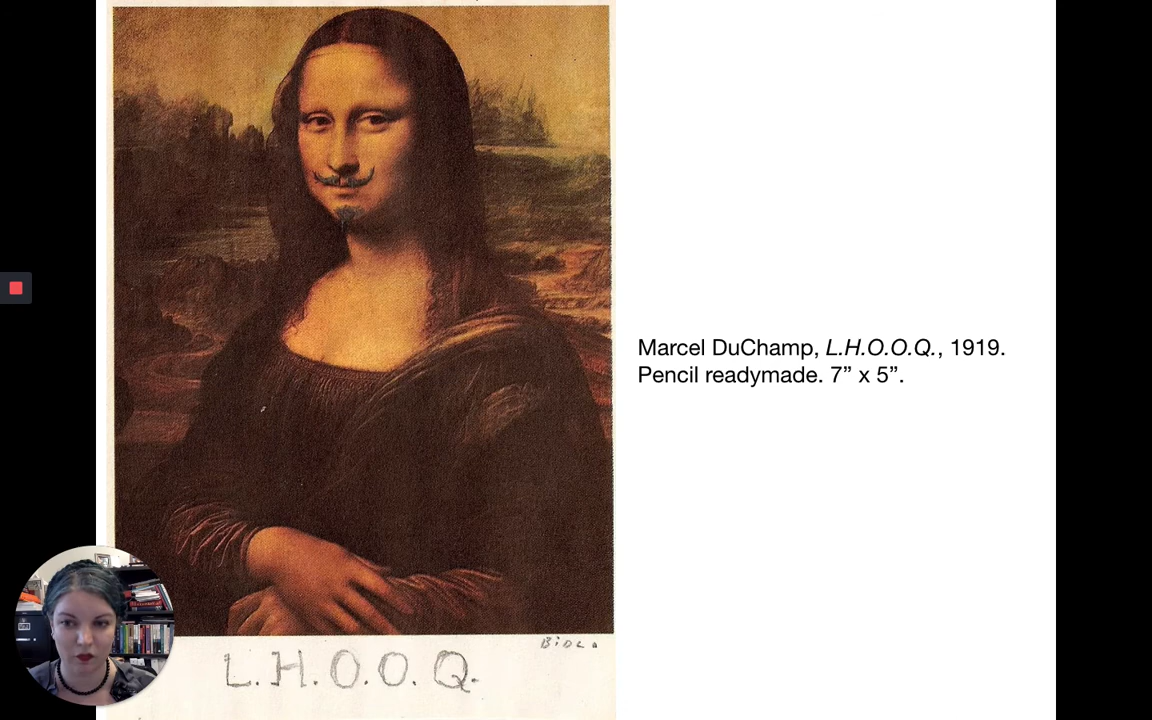 Marcel DuChamp, L.H.O.O.Q., 1919.
Pencil readymade. 7” x 5”.
L.H.O.O.Q.